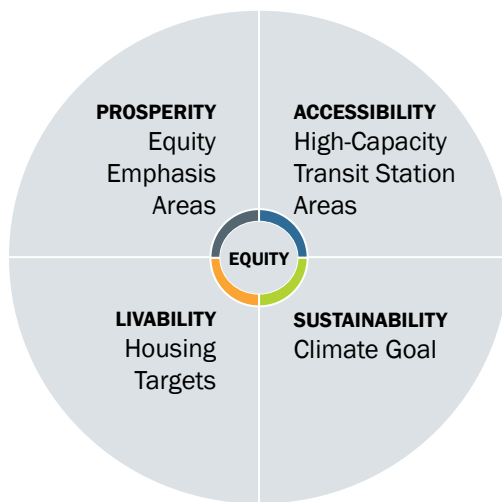 PROSPERITY
Equity
Emphasis
Areas
ACCESSIBILITY
High-Capacity
Transit Station
Areas
EQUITY
LIVABILITY
Housing
Targets
SUSTAINABILITY
Climate Goal